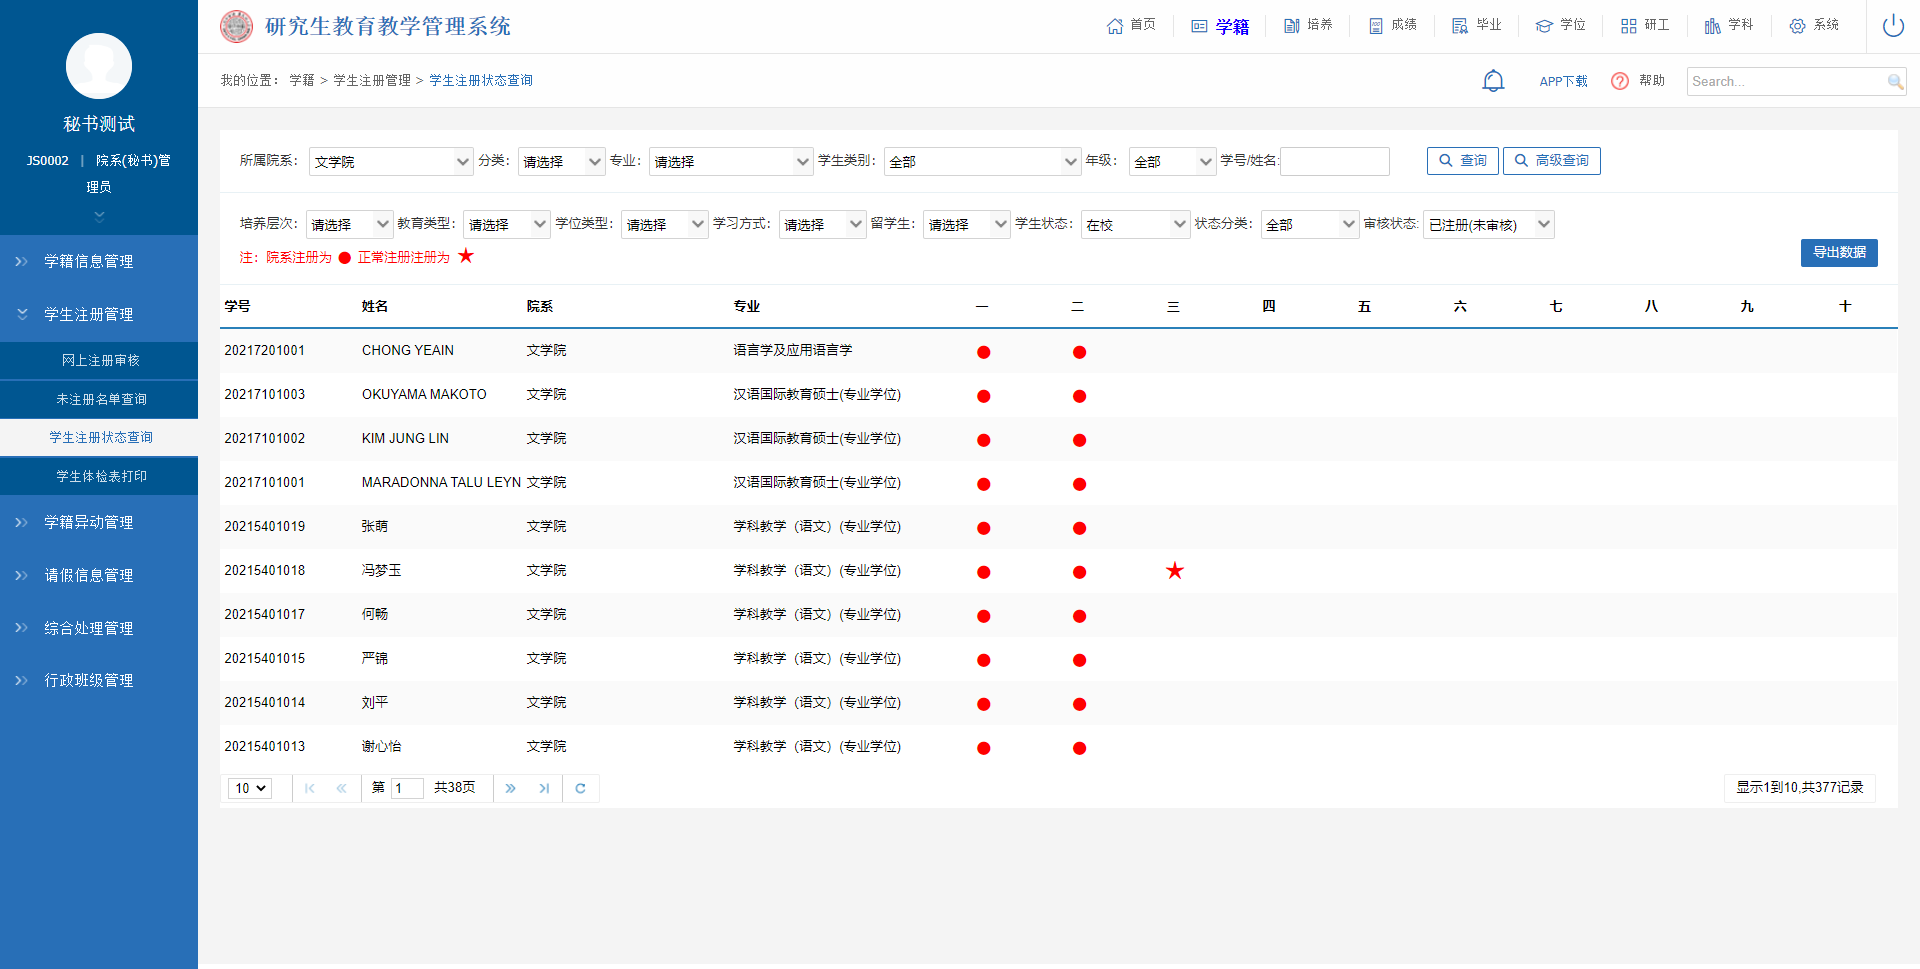 研究生教育教学管理系统
首页 学籍 培养 成绩 毕业 学位 研工 学科 系统
我的位置： 学籍 > 学生注册管理 > 学生注册状态查询
APP下载 帮助 Search...
秘书测试
JS0002 | 院系(秘书)管
理员
学籍信息管理
学生注册管理
网上注册审核
未注册名单查询
学生注册状态查询
学生体检表打印
学籍异动管理
请假信息管理
综合处理管理
行政班级管理
所属院系： 文学院 分类： 请选择 专业： 请选择 学生类别： 全部 年级： 全部 学号/姓名: 查询 高级查询
培养层次： 请选择 教育类型： 请选择 学位类型： 请选择 学习方式： 请选择 留学生： 请选择 学生状态： 在校 状态分类： 全部 审核状态: 已注册(未审核)
注： 院系注册为 ● 正常注册注册为 ★
导出数据
学号 姓名 院系 专业 一 二 三 四 五 六 七 八 九 十
20217201001 CHONG YEAIN 文学院 语言学及应用语言学 ● ●
20217101003 OKUYAMA MAKOTO 文学院 汉语国际教育硕士(专业学位) ● ●
20217101002 KIM JUNG LIN 文学院 汉语国际教育硕士(专业学位) ● ●
20217101001 MARADONNA TALU LEYN 文学院 汉语国际教育硕士(专业学位) ● ●
20215401019 张萌 文学院 学科教学（语文）(专业学位) ● ●
20215401018 冯梦玉 文学院 学科教学（语文）(专业学位) ● ● ★
20215401017 何畅 文学院 学科教学（语文）(专业学位) ● ●
20215401015 严锦 文学院 学科教学（语文）(专业学位) ● ●
20215401014 刘平 文学院 学科教学（语文）(专业学位) ● ●
20215401013 谢心怡 文学院 学科教学（语文）(专业学位) ● ●
10 第 1 共38页 显示1到10,共377记录